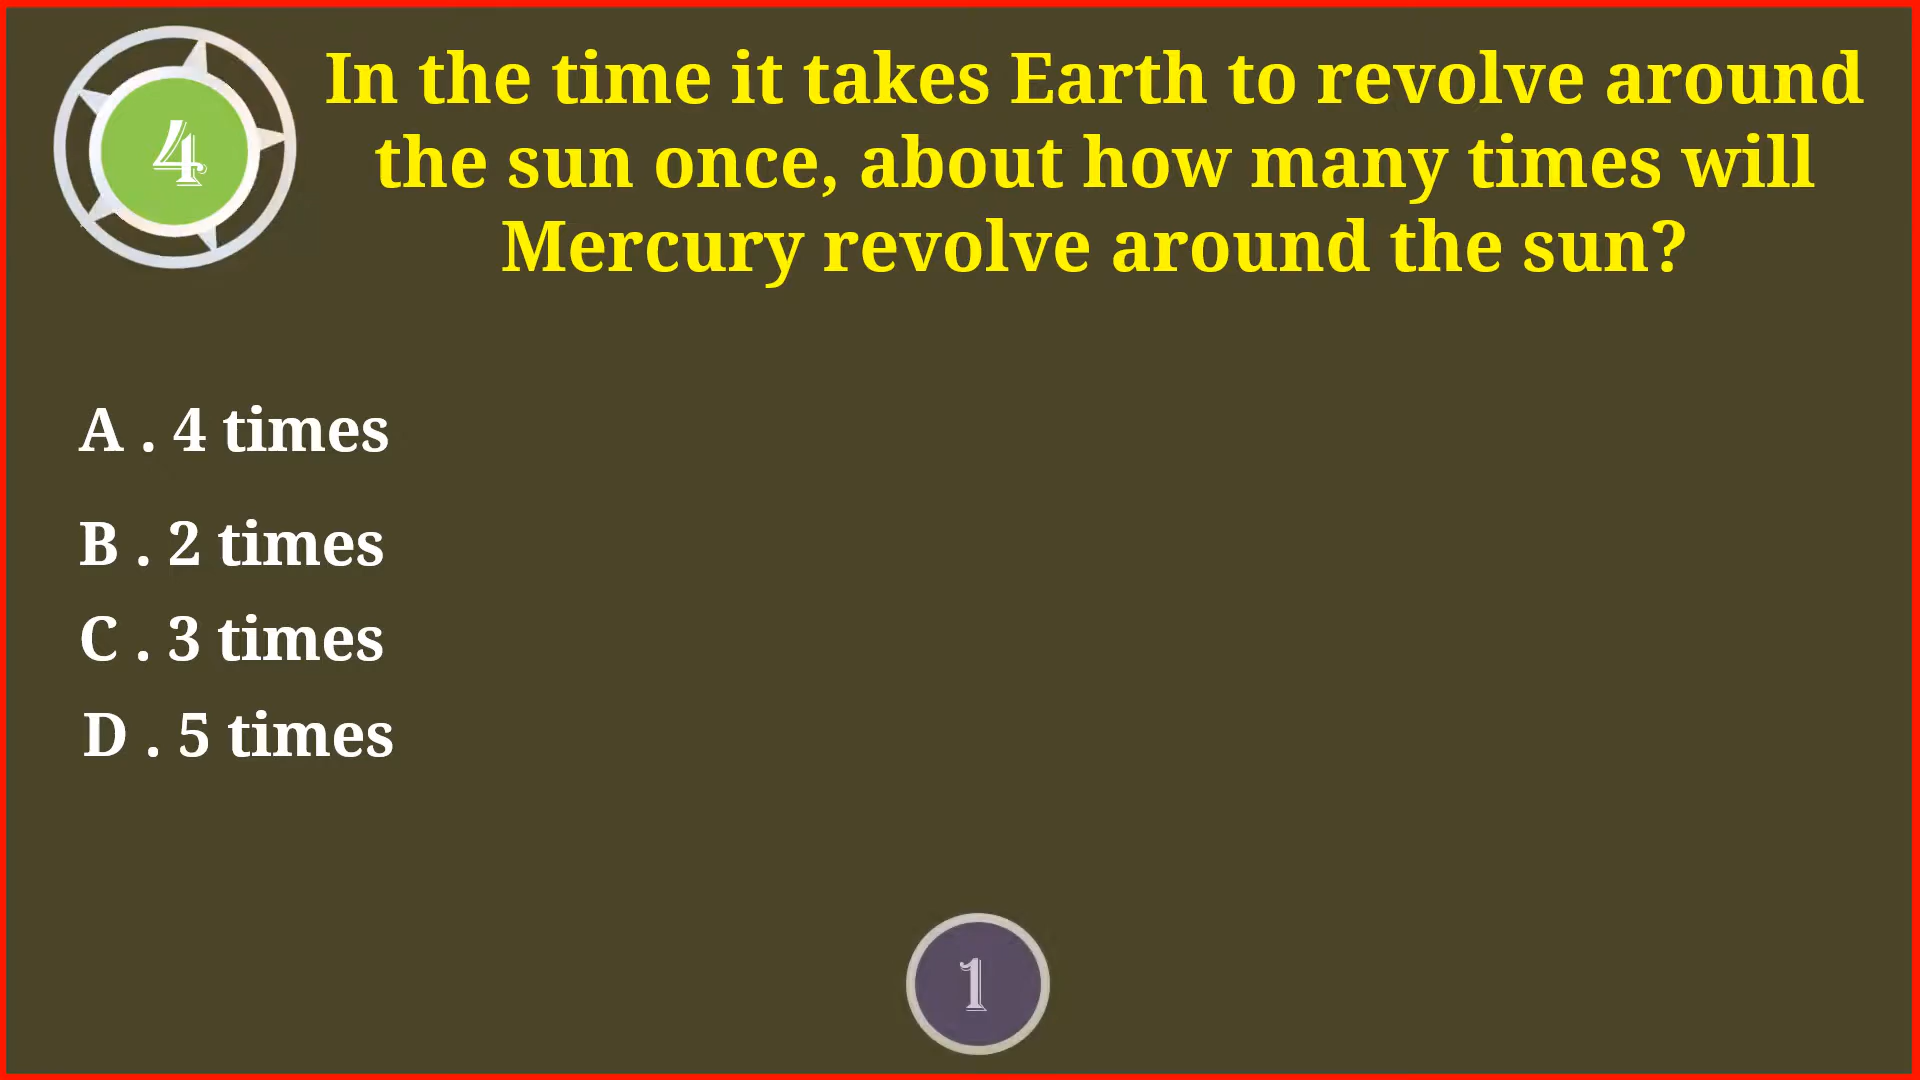 4
In the time it takes Earth to revolve around
the sun once, about how many times will
Mercury revolve around the sun?
A . 4 times
B . 2 times
C . 3 times
D . 5 times
1